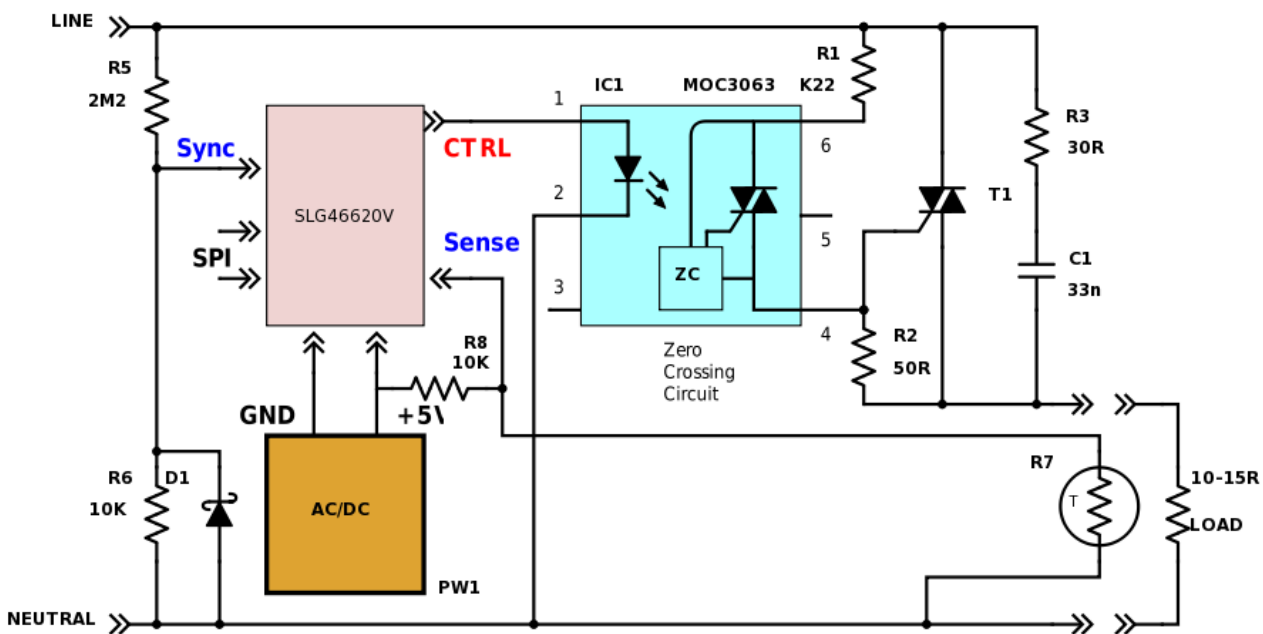 LINE
R5
2M2
Sync
SPI
SLG46620V
CTRL
Sense
IC1
MOC3063
K22
R1
1
2
3
6
5
4
ZC
Zero
Crossing
Circuit
T1
R3
30R
C1
33n
R2
50R
R8
10K
GND
+5\
R6
D1
10K
AC/DC
PW1
R7
T
10-15R
LOAD
NEUTRAL